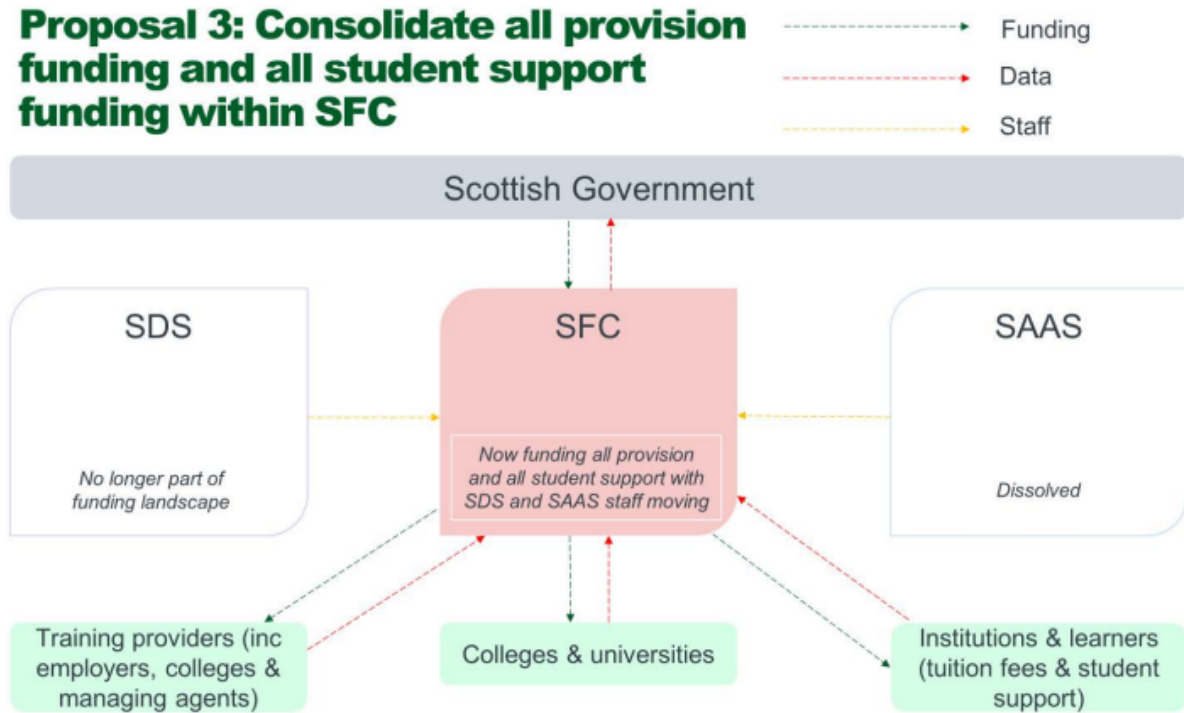 Proposal 3: Consolidate all provision
funding and all student support
funding within SFC
Funding
Data
Staff
Scottish Government
SDS
No longer part of
funding landscape
SFC
Now funding all provision
and all student support with
SDS and SAAS staff moving
SAAS
Dissolved
Training providers (inc
employers, colleges &
managing agents)
Colleges & universities
Institutions & learners
(tuition fees & student
support)